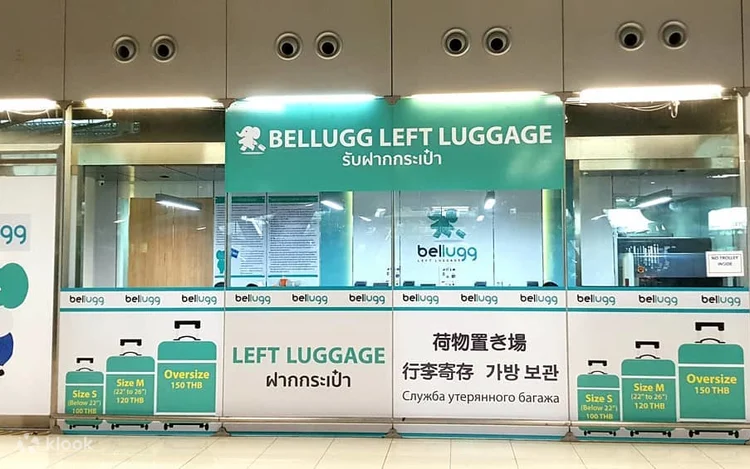 BELLUGG LEFT LUGGAGE
รับฝากกระเป๋า
gg
bellugg
LEFT LUGGAGE
NO TROLLEY
INSIDE
bellugg bellugg bellugg bellugg bellugg bellugg bellugg bellugg bellugg bellugg
Size S
(Below 22")
100 THB
Size M
(22" to 26")
120 THB
Oversize
150 THB
LEFT LUGGAGE
ฝากกระเป๋า
荷物置き場
行李寄存 가방 보관
Служба утерянного багажа
Size S
(Below 22")
100 THB
Size M
(22" to 26")
120 THB
Oversize
150 THB
klook